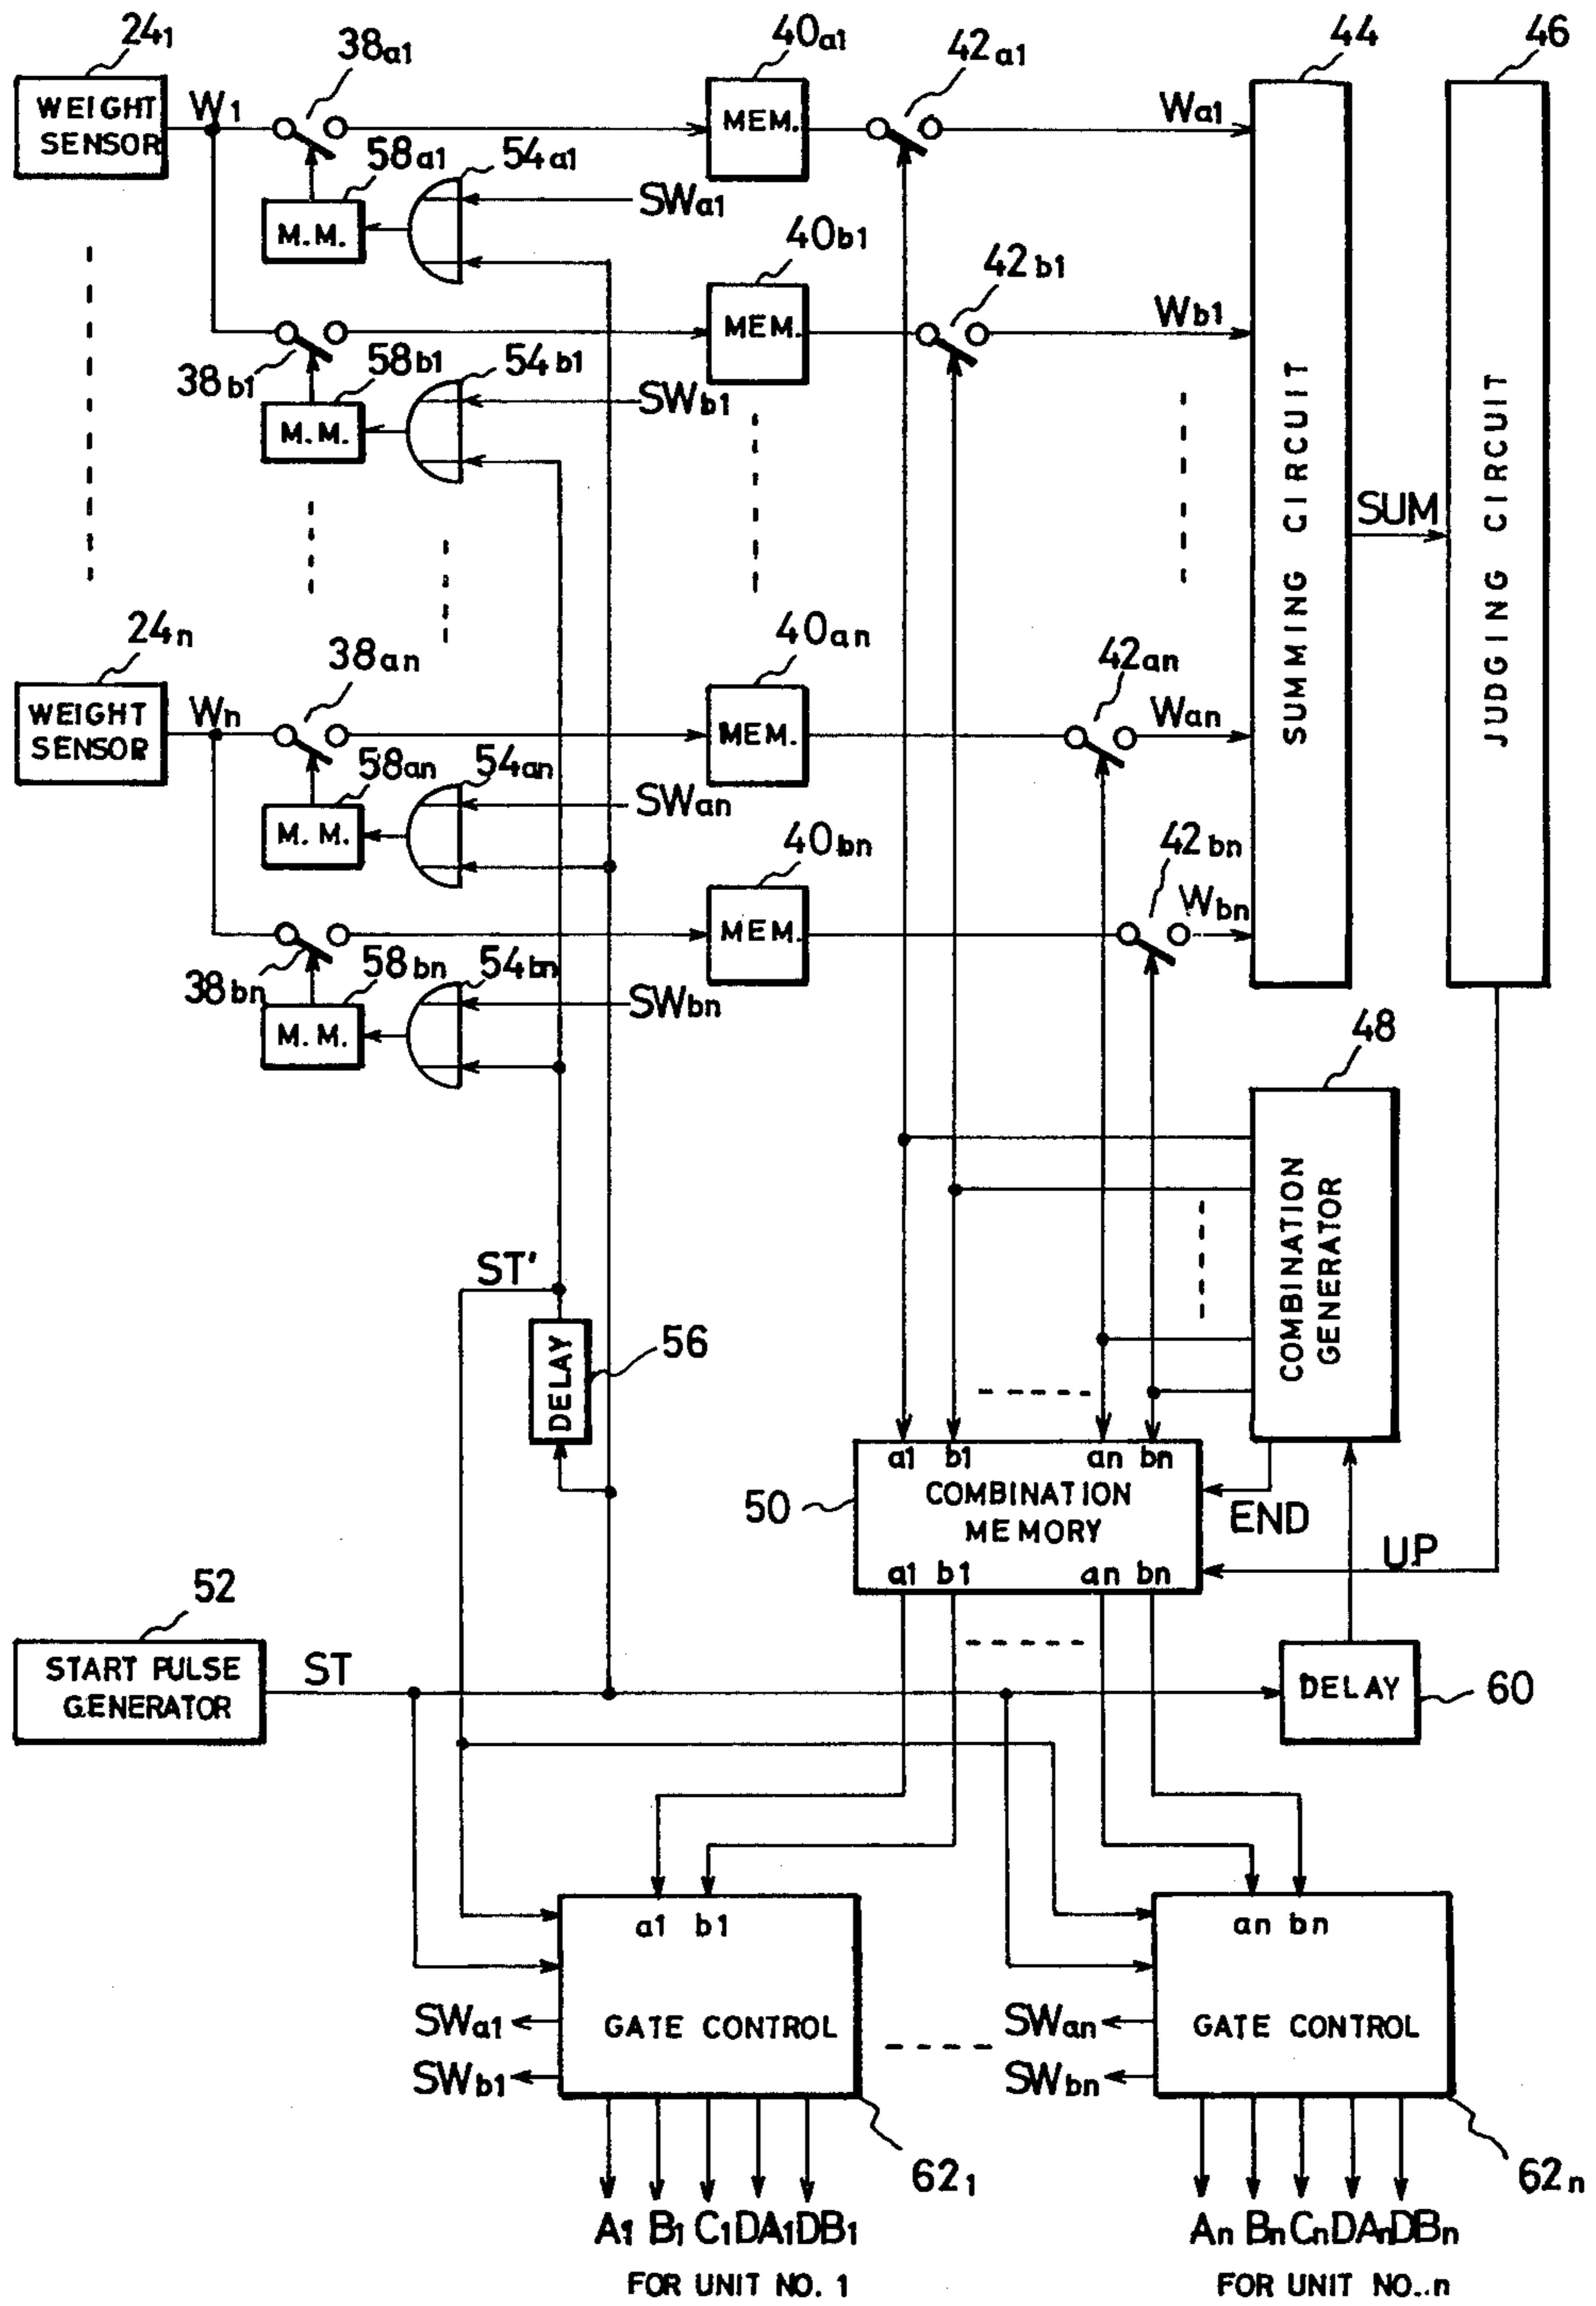 24₁ 38a1 40a1 42a1 44 46
WEIGHT SENSOR W₁ MEM. Wa1
58a1 54a1
M.M. SWa1
40b1 42b1
MEM. Wb1
38b1 58b1 54b1
M.M. SWb1
SUMMING CIRCUIT SUM JUDGING CIRCUIT
24n 38an 40an 42an
WEIGHT SENSOR Wn MEM. Wan
58an 54an
M.M. SWan
40bn 42bn
MEM. Wbn
38bn 58bn 54bn
M.M. SWbn
48
COMBINATION GENERATOR
ST'
DELAY 56
a1 b1 an bn
50 COMBINATION MEMORY END
UP
a1 b1 an bn
52
START PULSE GENERATOR ST DELAY 60
a1 b1 an bn
SWa1 GATE CONTROL SWan GATE CONTROL
SWb1 SWbn
62₁ 62n
A₁ B₁ C₁ DA₁ DB₁ An Bn Cn DAn DBn
FOR UNIT NO. 1 FOR UNIT NO..n